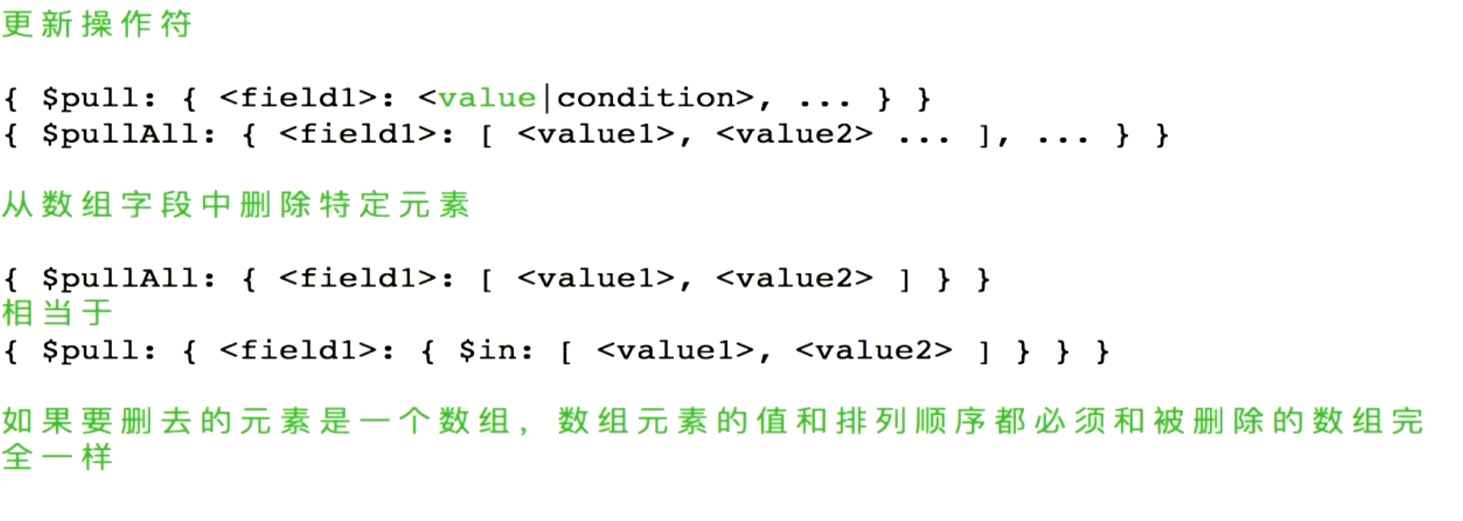 更新操作符
{ $pull: { <field1>: <value|condition>, ... } }
{ $pullAll: { <field1>: [ <value1>, <value2> ... ], ... } }
从数组字段中删除特定元素
{ $pullAll: { <field1>: [ <value1>, <value2> ] } }
相当于
{ $pull: { <field1>: { $in: [ <value1>, <value2> ] } } }
如果要删去的元素是一个数组, 数组元素的值和排列顺序都必须和被删除的数组完
全一样